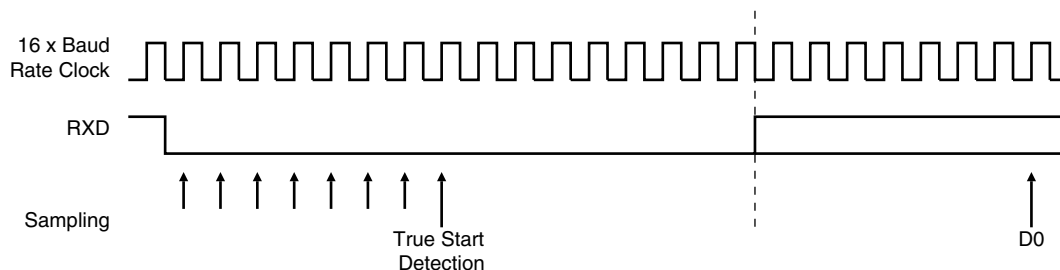 16 x Baud
Rate Clock
RXD
Sampling
True Start
Detection
D0